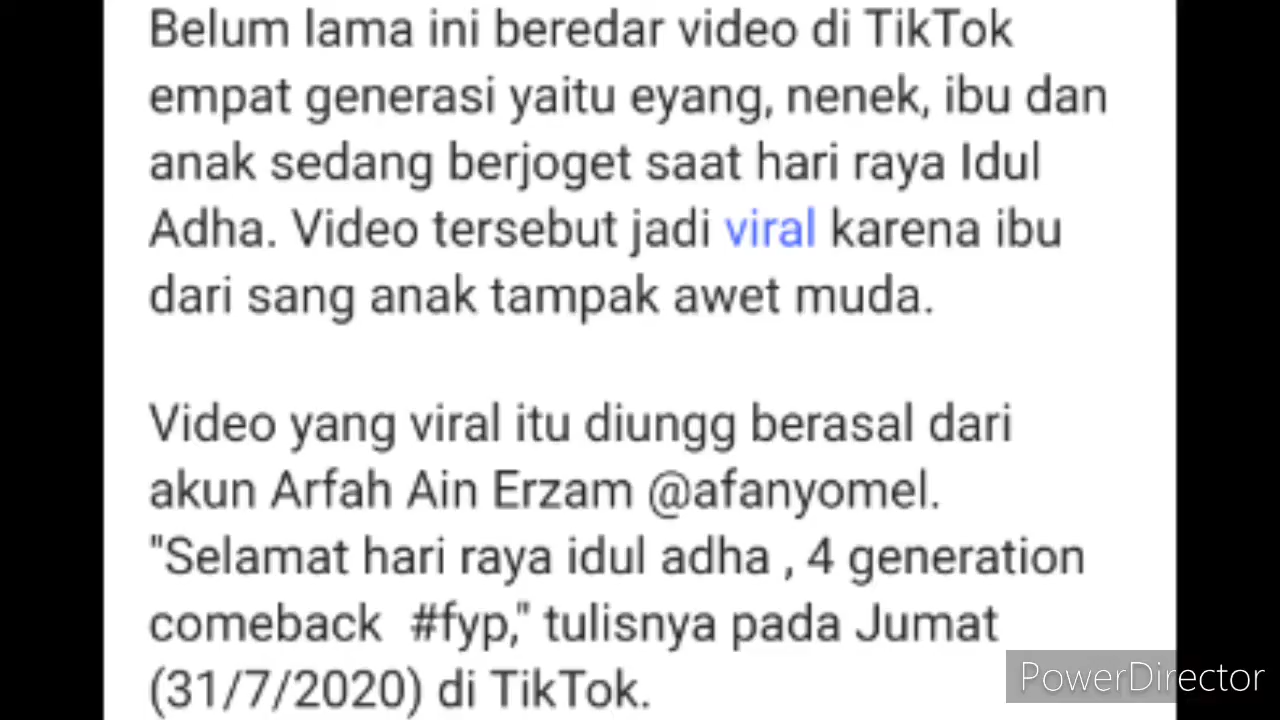 Belum lama ini beredar video di TikTok
empat generasi yaitu eyang, nenek, ibu dan
anak sedang berjoget saat hari raya Idul
Adha. Video tersebut jadi viral karena ibu
dari sang anak tampak awet muda.
Video yang viral itu diungg berasal dari
akun Arfah Ain Erzam @afanyomel.
"Selamat hari raya idul adha , 4 generation
comeback  #fyp," tulisnya pada Jumat
(31/7/2020) di TikTok.
PowerDirector